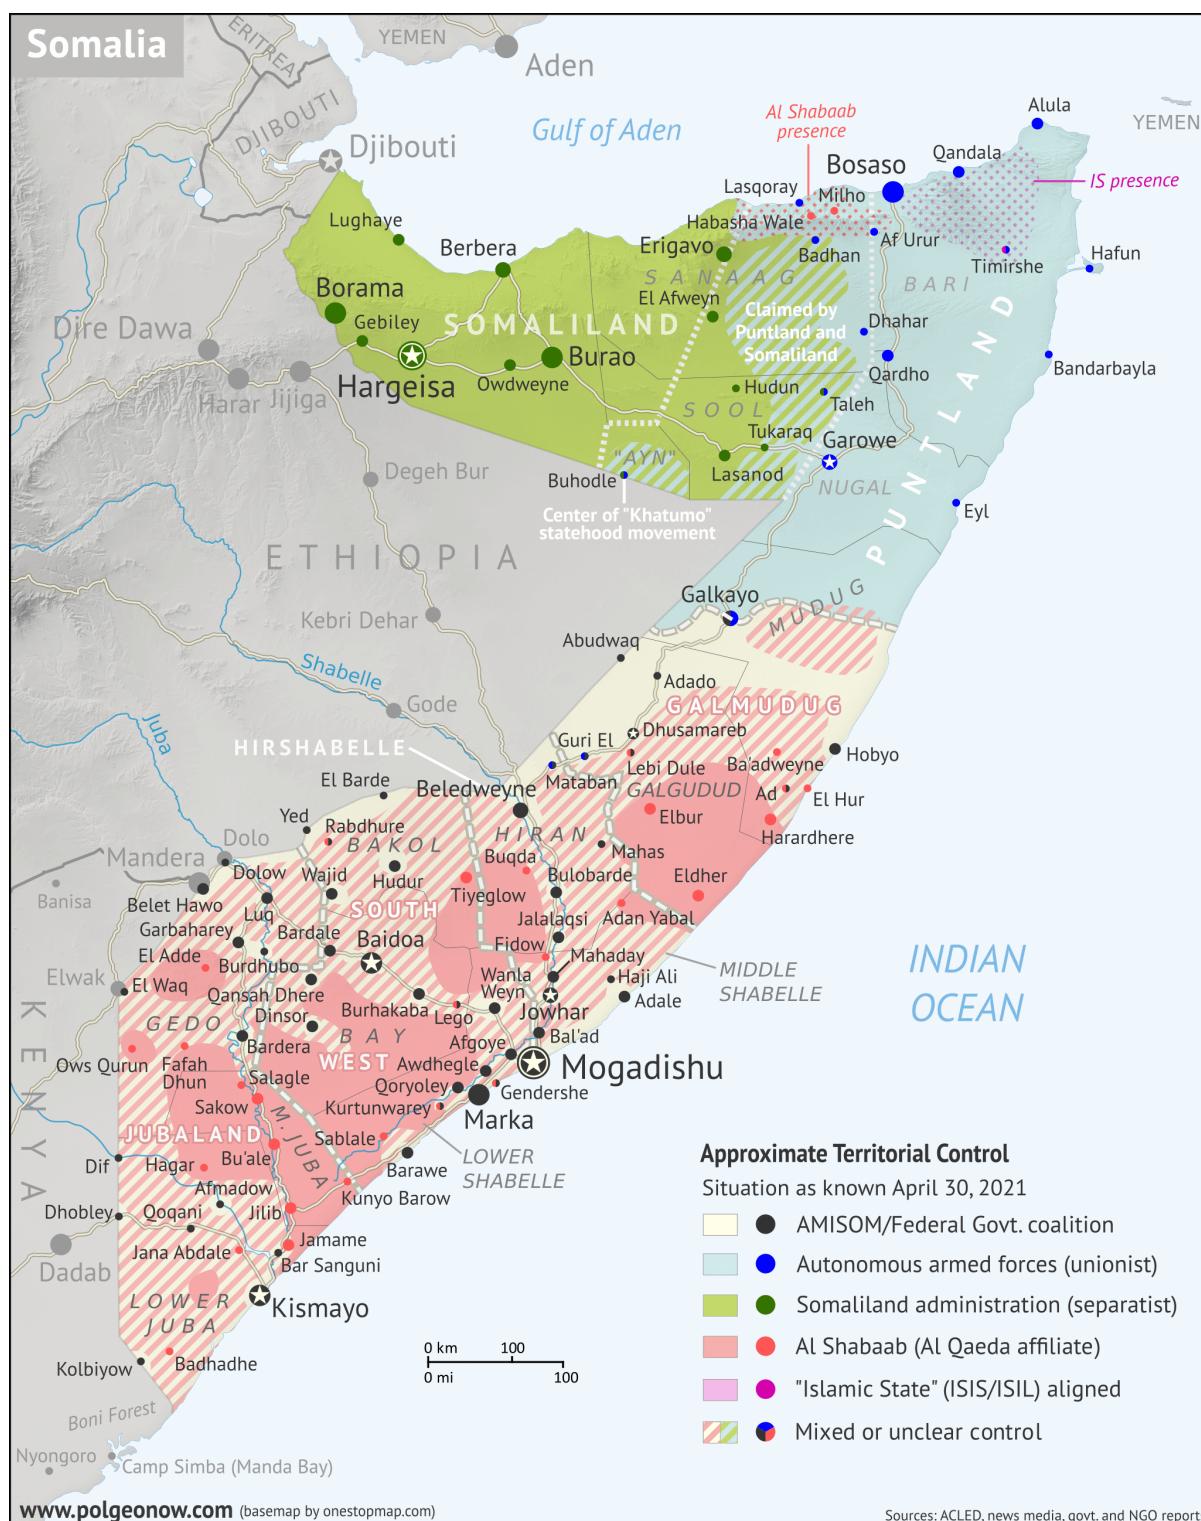 Somalia
ERITREA
YEMEN
Aden
DJIBOUTI
Djibouti
Gulf of Aden
Al Shabaab
presence
Alula
YEMEN
Bosaso
Qandala
IS presence
Lasqoray
Milho
Habasha Wale
Af Urur
Badhan
Timirshe
Hafun
Lughaye
Berbera
Erigavo
SANAAG
BARI
Borama
El Afweyn
Gebiley
SOMALILAND
Claimed by
Puntland and
Somaliland
Dhahar
Dire Dawa
Hargeisa
Burao
Owdweyne
Qardho
Bandarbayla
Harar
Jijiga
Hudun
Taleh
SOOL
PUNTLAND
Tukaraq
Garowe
Degeh Bur
"AYN"
Lasanod
Buhodle
NUGAL
Center of "Khatumo"
statehood movement
Eyl
ETHIOPIA
Kebri Dehar
Galkayo
MUDUG
Abudwaq
Shabelle
Adado
Gode
GALMUDUG
Juba
HIRSHABELLE
Dhusamareb
Guri El
Hobyo
Lebi Dule
Ba'adweyne
Mataban
El Barde
Beledweyne
GALGUDUD
Ad
El Hur
Elbur
Yed
Rabdhure
HIRAN
Harardhere
Dolo
BAKOL
Mahas
Mandera
Dolow
Wajid
Hudur
Buqda
Bulobarde
Eldher
Banisa
Belet Hawo
Tiyeglow
Luq
SOUTH
Jalalaqsi
Adan Yabal
Garbaharey
Bardale
Baidoa
El Adde
Fidow
Mahaday
Burdhubo
MIDDLE
SHABELLE
INDIAN
OCEAN
Elwak
El Waq
Qansah Dhere
Wanla
Weyn
Haji Ali
Adale
Dinsor
Burhakaba
Lego
Jowhar
KENYA
GEDO
BAY
Bal'ad
Afgoye
Bardera
WEST
Mogadishu
Ows Qurun
Fafah
Dhun
Awdhegle
Salagle
Qoryoley
Gendershe
Sakow
Kurtunwarey
Marka
JUBALAND
M. JUBA
Sablale
Bu'ale
Dif
Hagar
Barawe
LOWER
SHABELLE
Afmadow
Kunyo Barow
Dhobley
Qoqani
Jilib
Jana Abdale
Jamame
Bar Sanguni
Dadab
LOWER
JUBA
Kismayo
Kolbiyow
Badhadhe
Boni Forest
Nyongoro
Camp Simba (Manda Bay)
0 km 100
0 mi 100
Approximate Territorial Control
Situation as known April 30, 2021
AMISOM/Federal Govt. coalition
Autonomous armed forces (unionist)
Somaliland administration (separatist)
Al Shabaab (Al Qaeda affiliate)
"Islamic State" (ISIS/ISIL) aligned
Mixed or unclear control
www.polgeonow.com (basemap by onestopmap.com)
Sources: ACLED, news media, govt. and NGO report